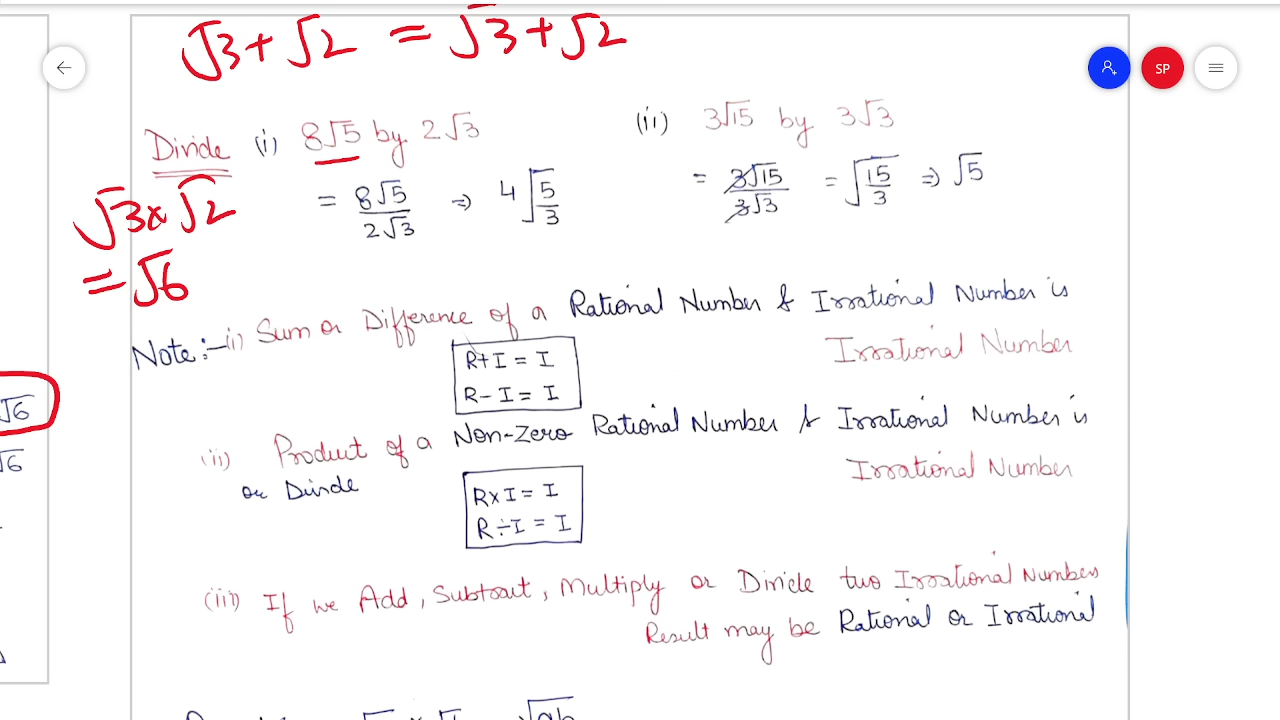 √3 + √2 = √3 + √2
Divide (i) 8√5 by 2√3
= 8√5/2√3 ⇒ 4√(5/3)
(ii) 3√15 by 3√3
= 3√15/3√3 = √(15/3) ⇒ √5
√3 × √2
= √6
Note:- (i) Sum or Difference of a Rational Number & Irrational Number is
Irrational Number
R+I = I
R-I = I
(ii) Product of a Non-Zero Rational Number & Irrational Number is
or Divide
Irrational Number
R×I = I
R÷I = I
(iii) If we Add, Subtract, Multiply or Divide two Irrational Numbers
Result may be Rational or Irrational
√6
√6
SP